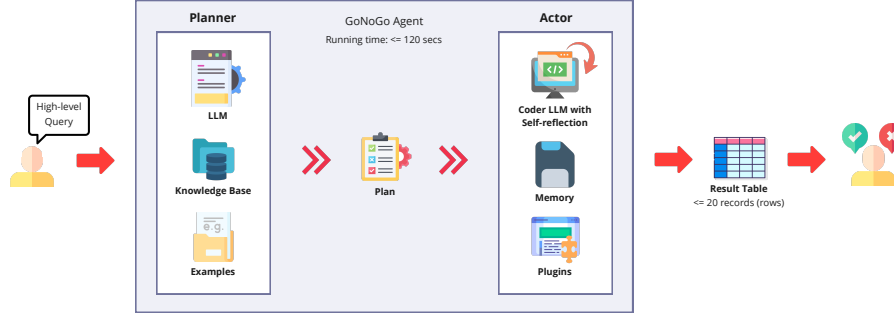 High-level
Query
Planner
LLM
Knowledge Base
e.g.
Examples
GoNoGo Agent
Running time: <= 120 secs
Plan
Actor
</>
Coder LLM with
Self-reflection
Memory
Plugins
Result Table
<= 20 records (rows)